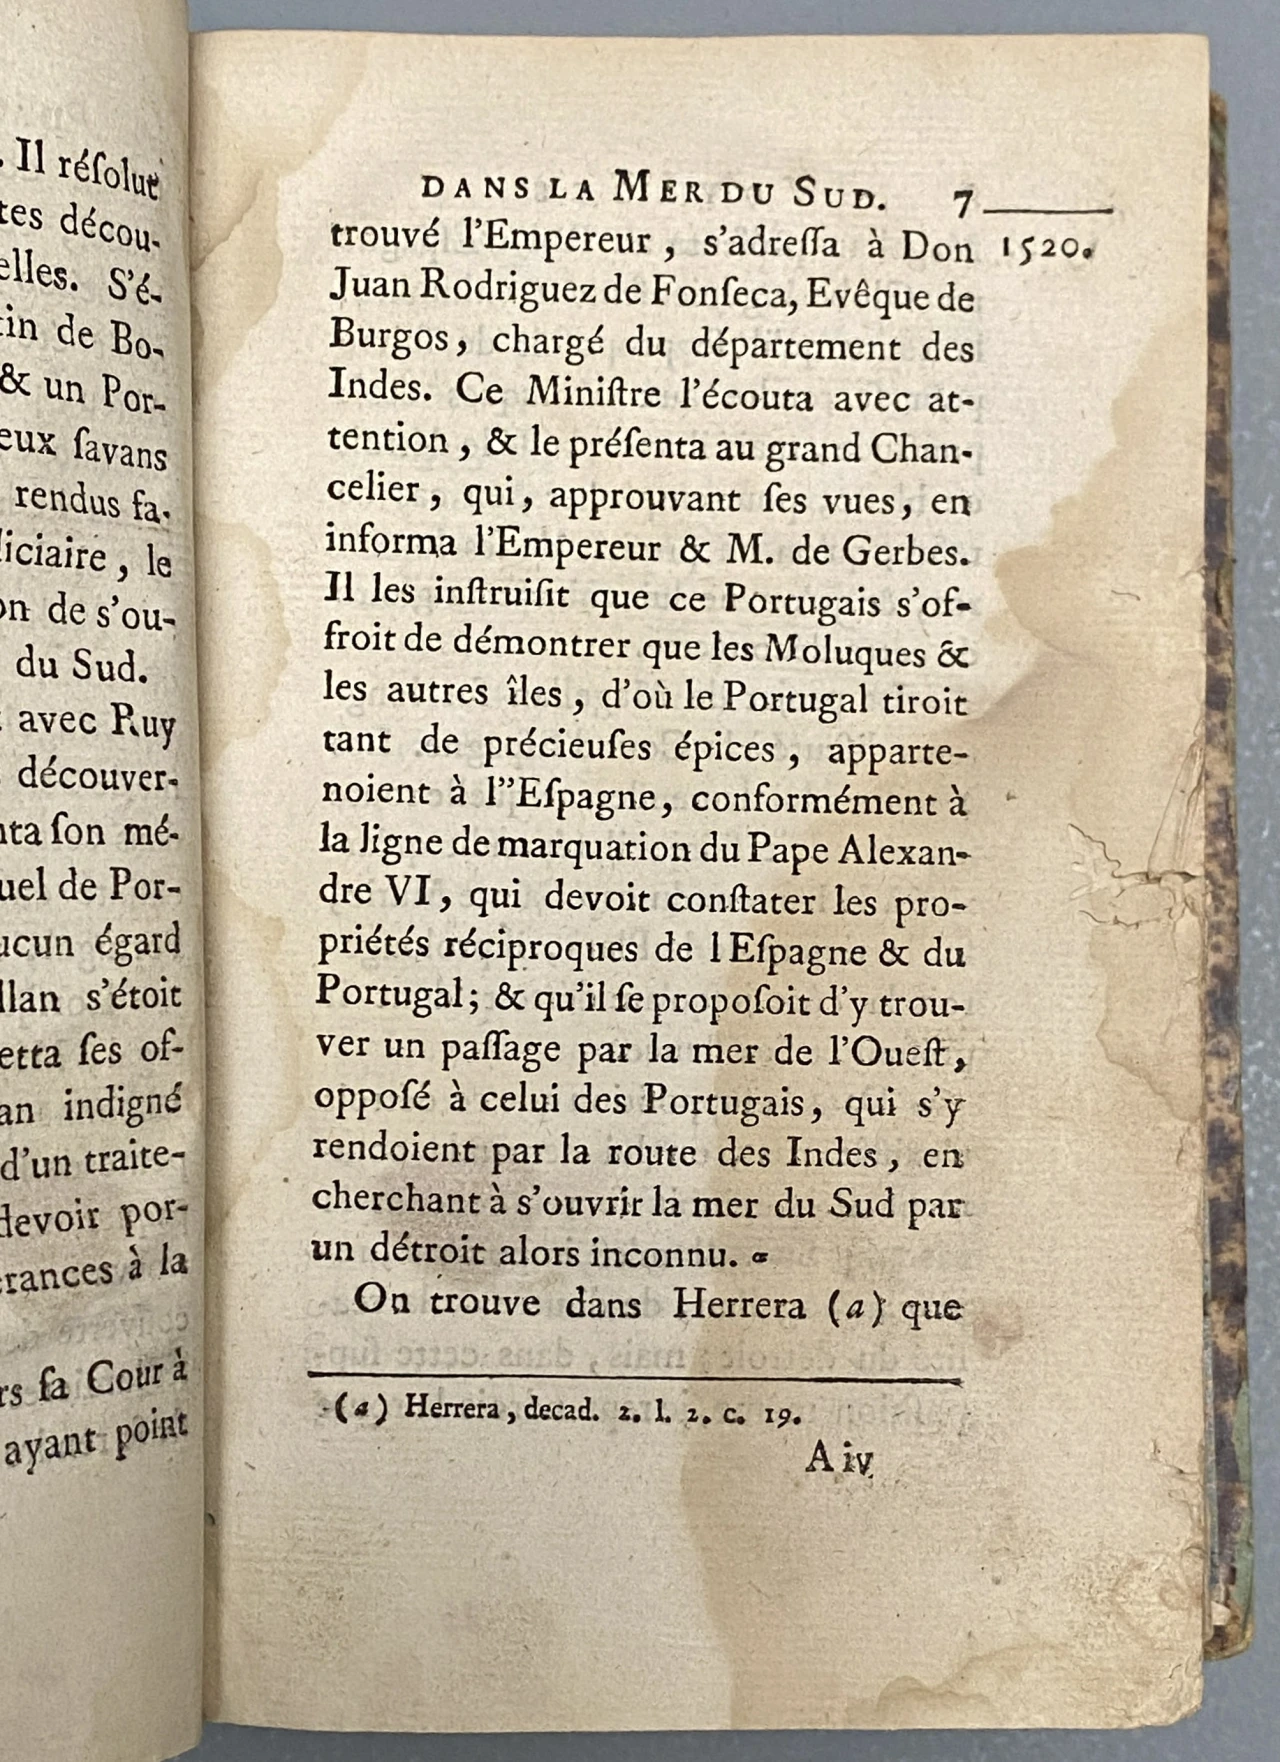 . Il réſolut
tes décou-
elles. S'é-
tin de Bo-
& un Por-
eux ſavans
rendus fa-
diciaire, le
on de s'ou-
du Sud.
avec Ruy
découver-
nta ſon mé-
uel de Por-
ucun égard
llan s'étoit
etta ſes of-
an indigné
d'un traite-
devoir por-
érances à la
rs ſa Cour à
ayant point
DANS LA MER DU SUD. 7
trouvé l'Empereur, s'adreſſa à Don 1520.
Juan Rodriguez de Fonſeca, Evêque de
Burgos, chargé du département des
Indes. Ce Miniſtre l'écouta avec at-
tention, & le préſenta au grand Chan-
celier, qui, approuvant ſes vues, en
informa l'Empereur & M. de Gerbes.
Il les inſtruiſit que ce Portugais s'of-
froit de démontrer que les Moluques &
les autres îles, d'où le Portugal tiroit
tant de précieuſes épices, apparte-
noient à l''Eſpagne, conformément à
la ligne de marquation du Pape Alexan-
dre VI, qui devoit conſtater les pro-
priétés réciproques de l Eſpagne & du
Portugal; & qu'il ſe propoſoit d'y trou-
ver un paſſage par la mer de l'Oueſt,
oppoſé à celui des Portugais, qui s'y
rendoient par la route des Indes, en
cherchant à s'ouvrir la mer du Sud par
un détroit alors inconnu. «
On trouve dans Herrera (a) que
(a) Herrera, decad. 2. l. 2. c. 19.
A iv